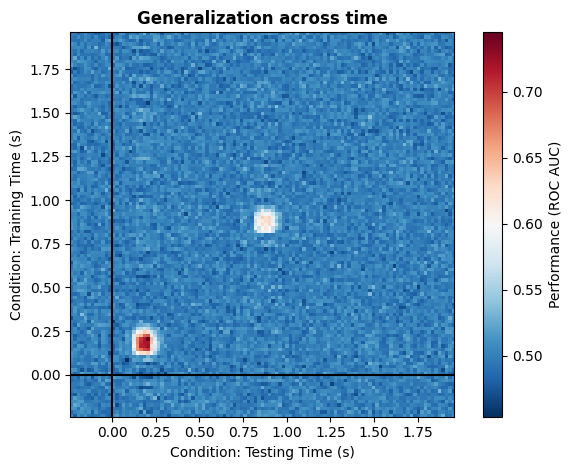 Generalization across time
Condition: Training Time (s)
1.75
1.50
1.25
1.00
0.75
0.50
0.25
0.00
0.00 0.25 0.50 0.75 1.00 1.25 1.50 1.75
Condition: Testing Time (s)
0.70
0.65
0.60
0.55
0.50
Performance (ROC AUC)